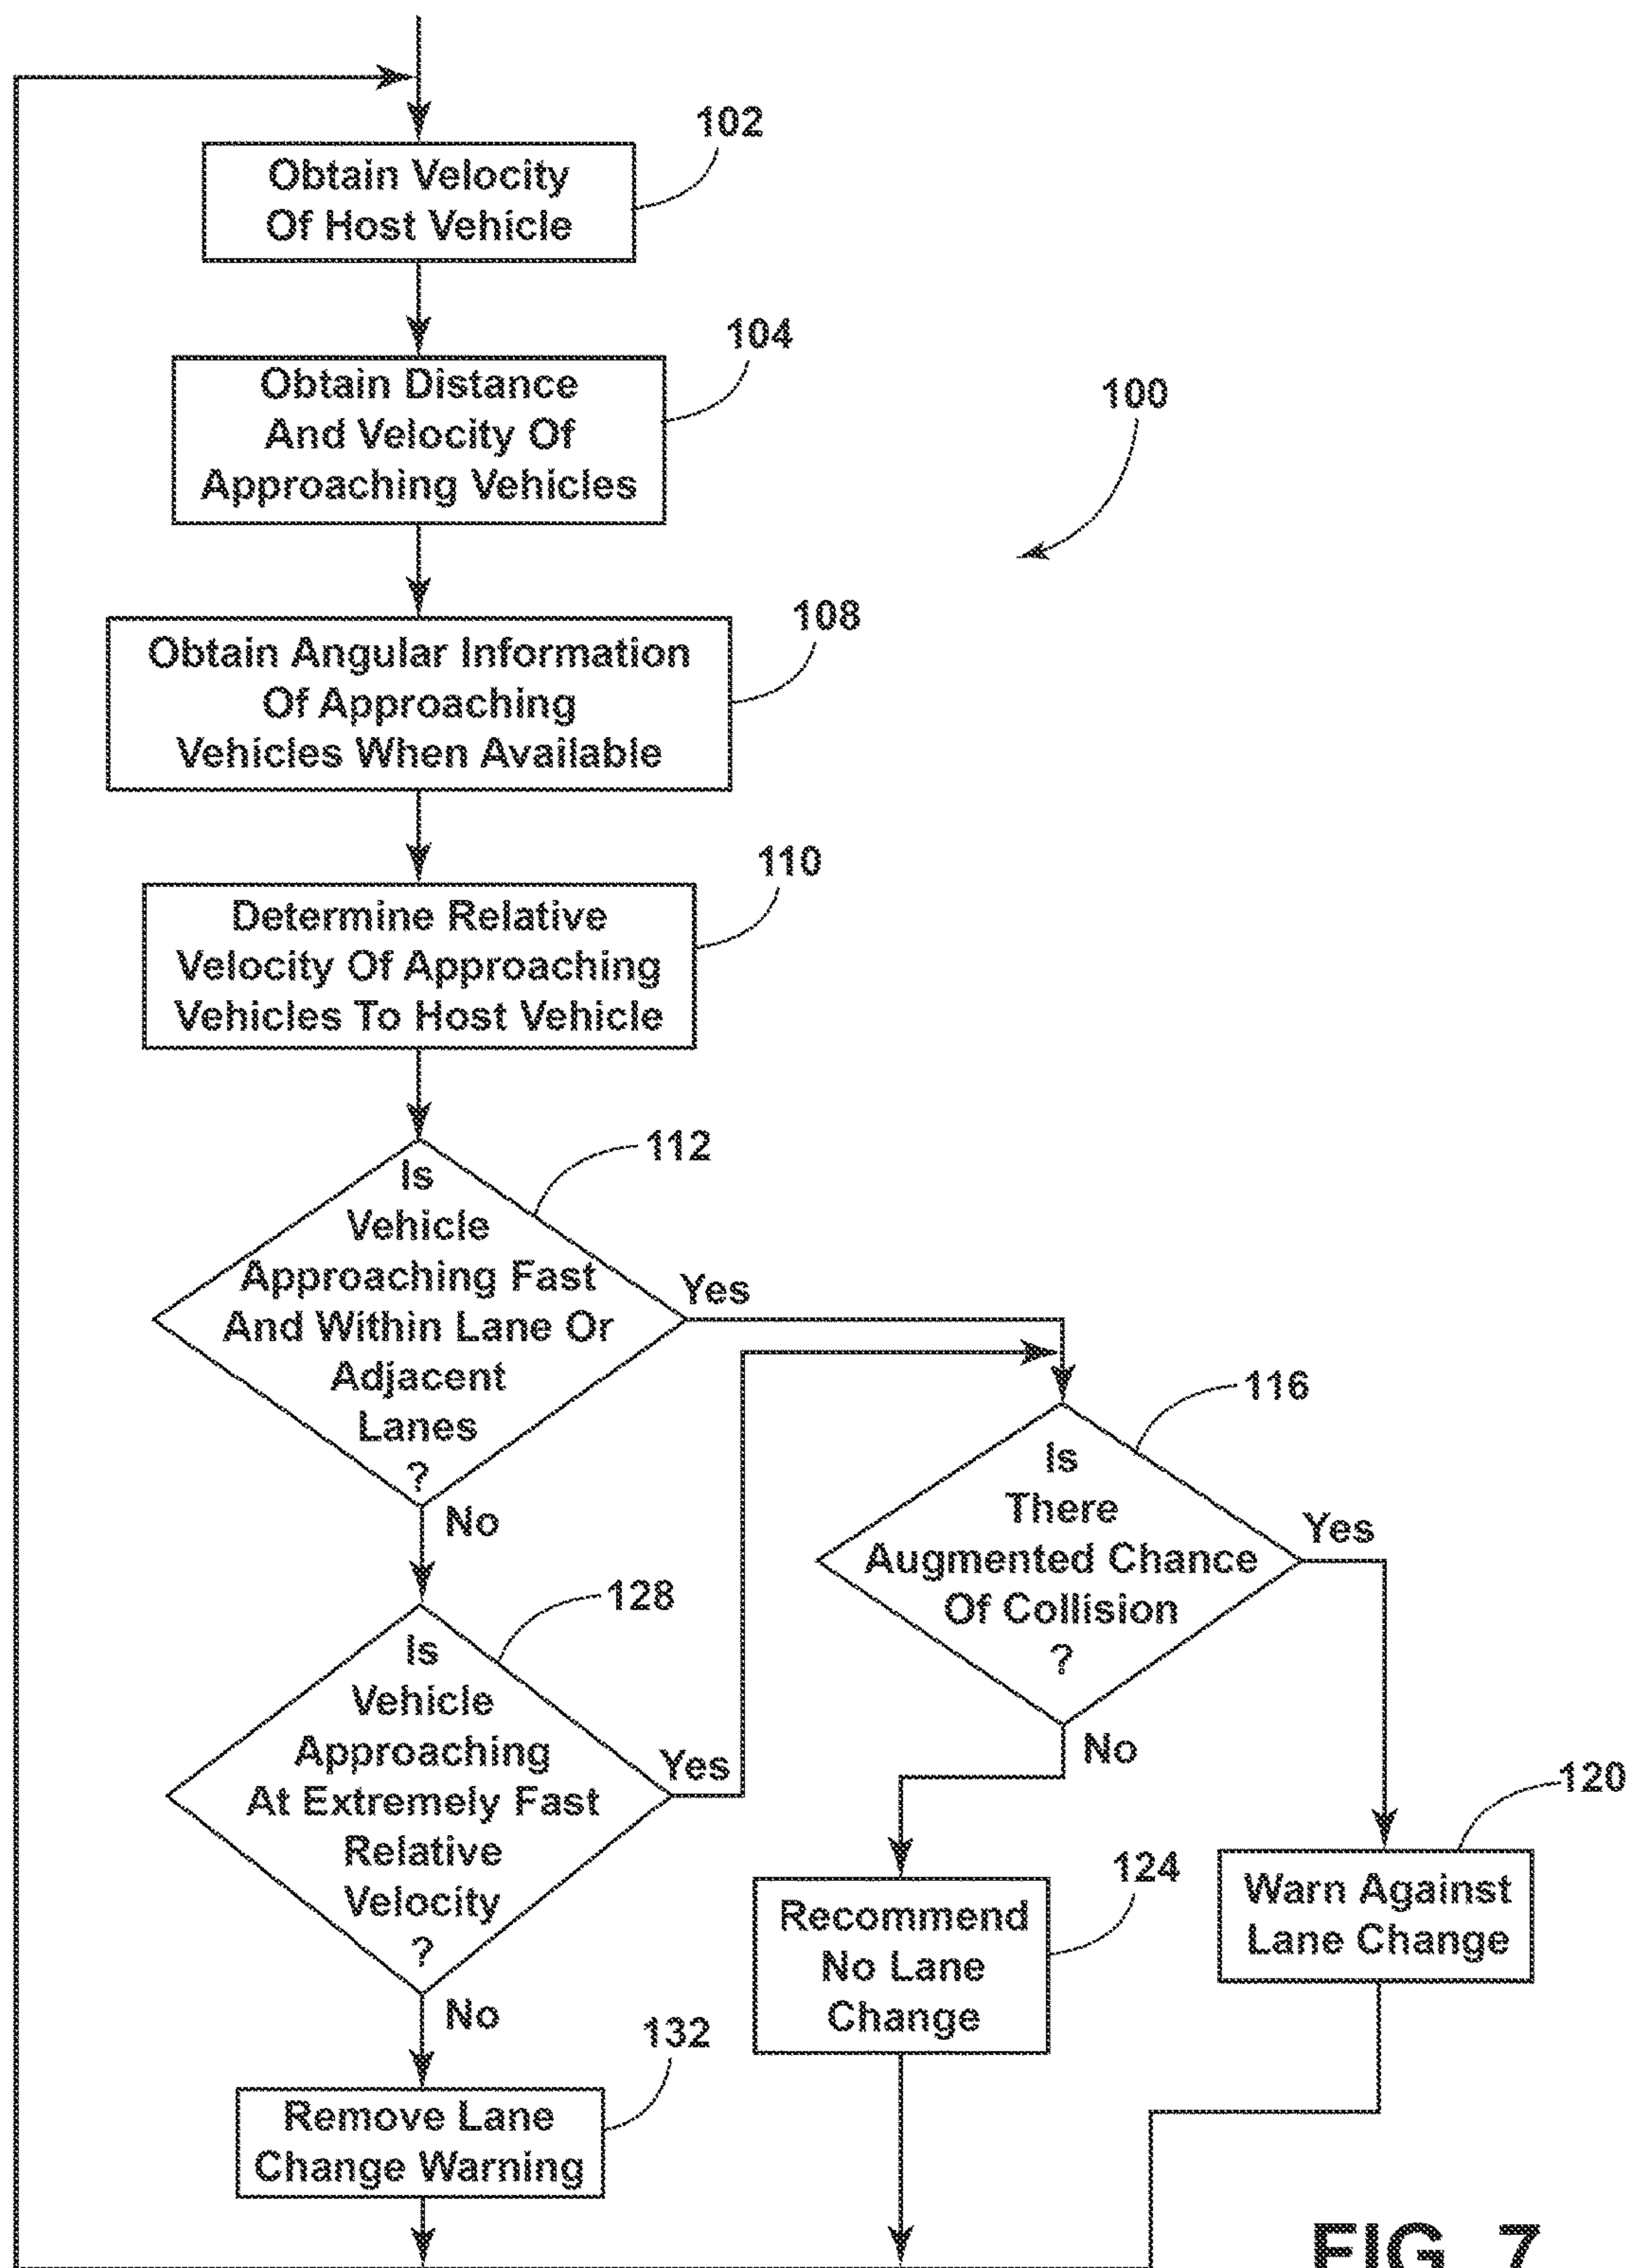 102
Obtain Velocity
Of Host Vehicle
104
Obtain Distance
And Velocity Of
Approaching Vehicles
100
108
Obtain Angular Information
Of Approaching
Vehicles When Available
110
Determine Relative
Velocity Of Approaching
Vehicles To Host Vehicle
112
Is
Vehicle
Approaching Fast
And Within Lane Or
Adjacent
Lanes
?
Yes
No
116
Is
There
Augmented Chance
Of Collision
?
Yes
No
128
Is
Vehicle
Approaching
At Extremely Fast
Relative
Velocity
?
Yes
No
120
Warn Against
Lane Change
124
Recommend
No Lane
Change
132
Remove Lane
Change Warning
FIG. 7